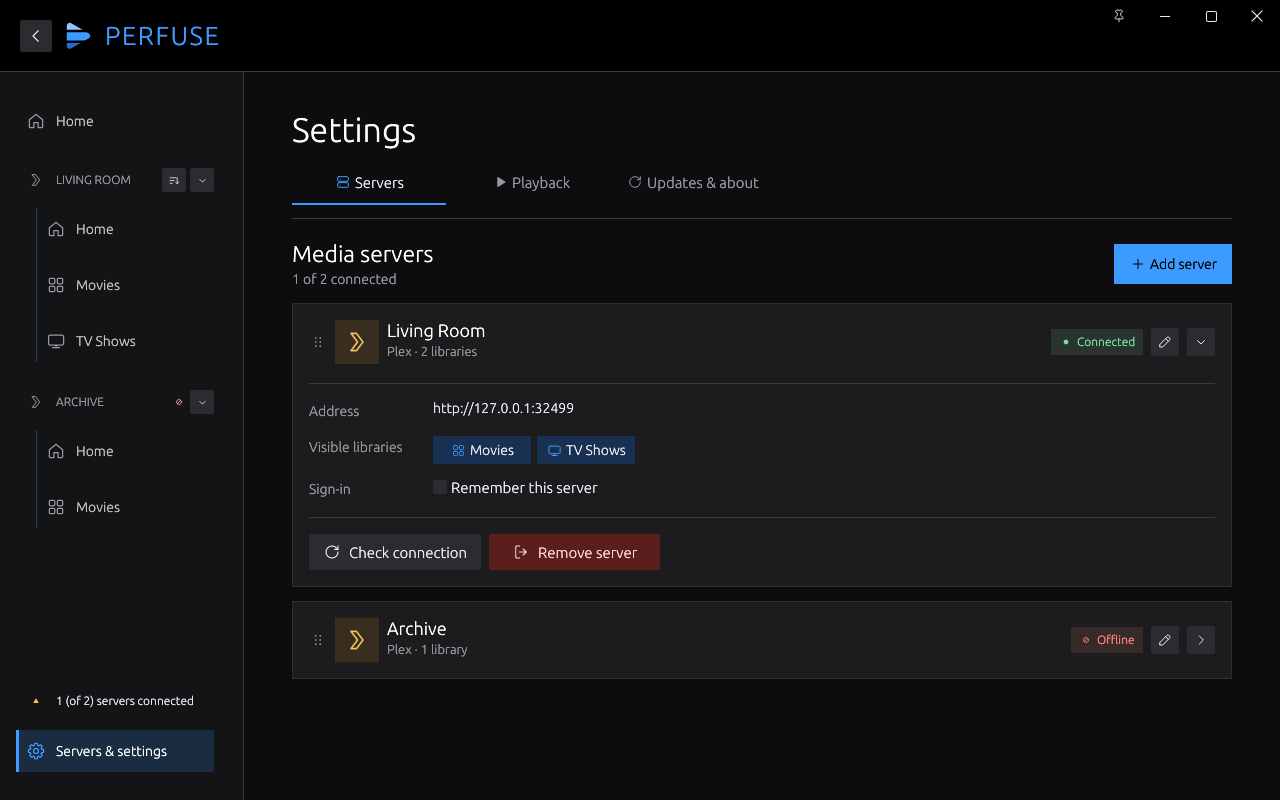 PERFUSE
Home
LIVING ROOM
Home
Movies
TV Shows
ARCHIVE
Home
Movies
1 (of 2) servers connected
Servers & settings
Settings
Servers
Playback
Updates & about
Media servers
1 of 2 connected
Add server
Living Room
Plex · 2 libraries
Connected
Address
http://127.0.0.1:32499
Visible libraries
Movies
TV Shows
Sign-in
Remember this server
Check connection
Remove server
Archive
Plex · 1 library
Offline